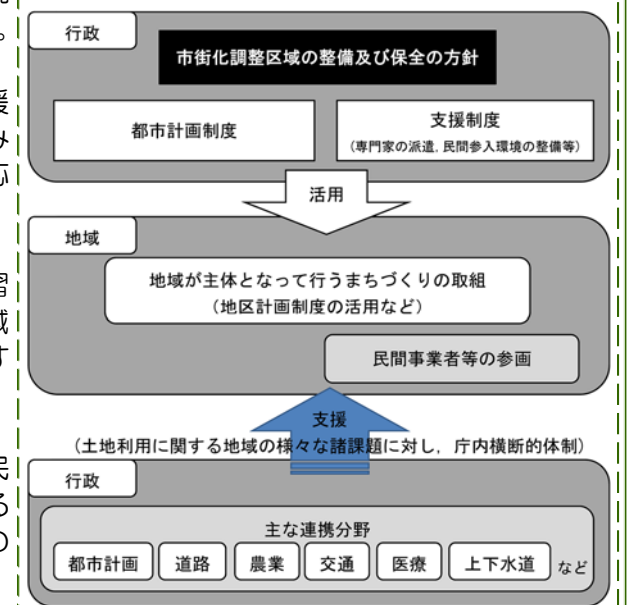 行政
市街化調整区域の整備及び保全の方針
都市計画制度
支援制度
（専門家の派遣，民間参入環境の整備等）
活用
地域
地域が主体となって行うまちづくりの取組
（地区計画制度の活用など）
民間事業者等の参画
支援
（土地利用に関する地域の様々な諸課題に対し，庁内横断的体制）
行政
主な連携分野
都市計画 道路 農業 交通 医療 上下水道 など